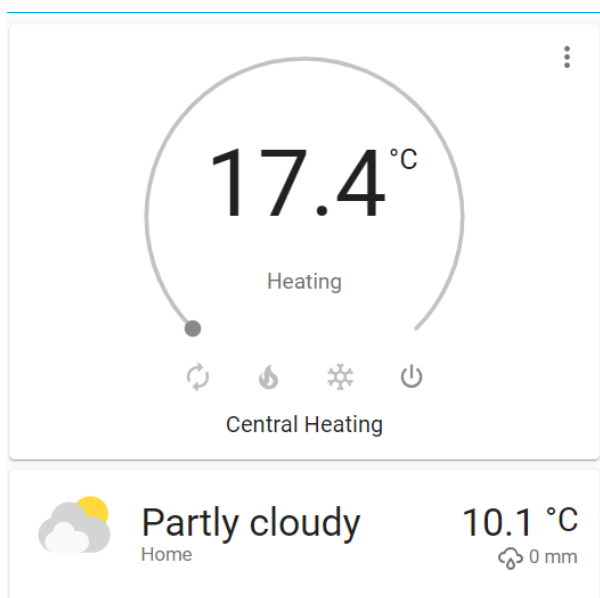 17.4 °C
Heating
Central Heating
Partly cloudy 10.1 °C
Home 0 mm